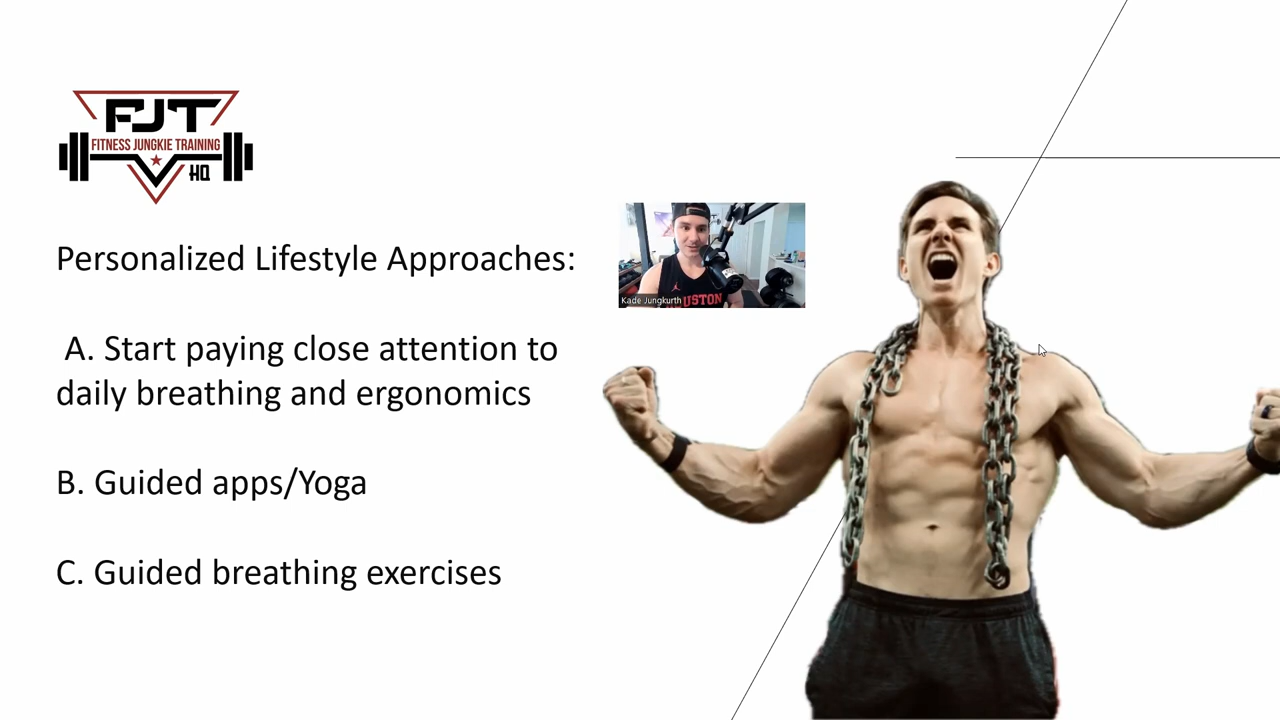 FJT
FITNESS JUNGKIE TRAINING
HQ
Personalized Lifestyle Approaches:
A. Start paying close attention to
daily breathing and ergonomics
B. Guided apps/Yoga
C. Guided breathing exercises
Kade Jungkurth
USTON